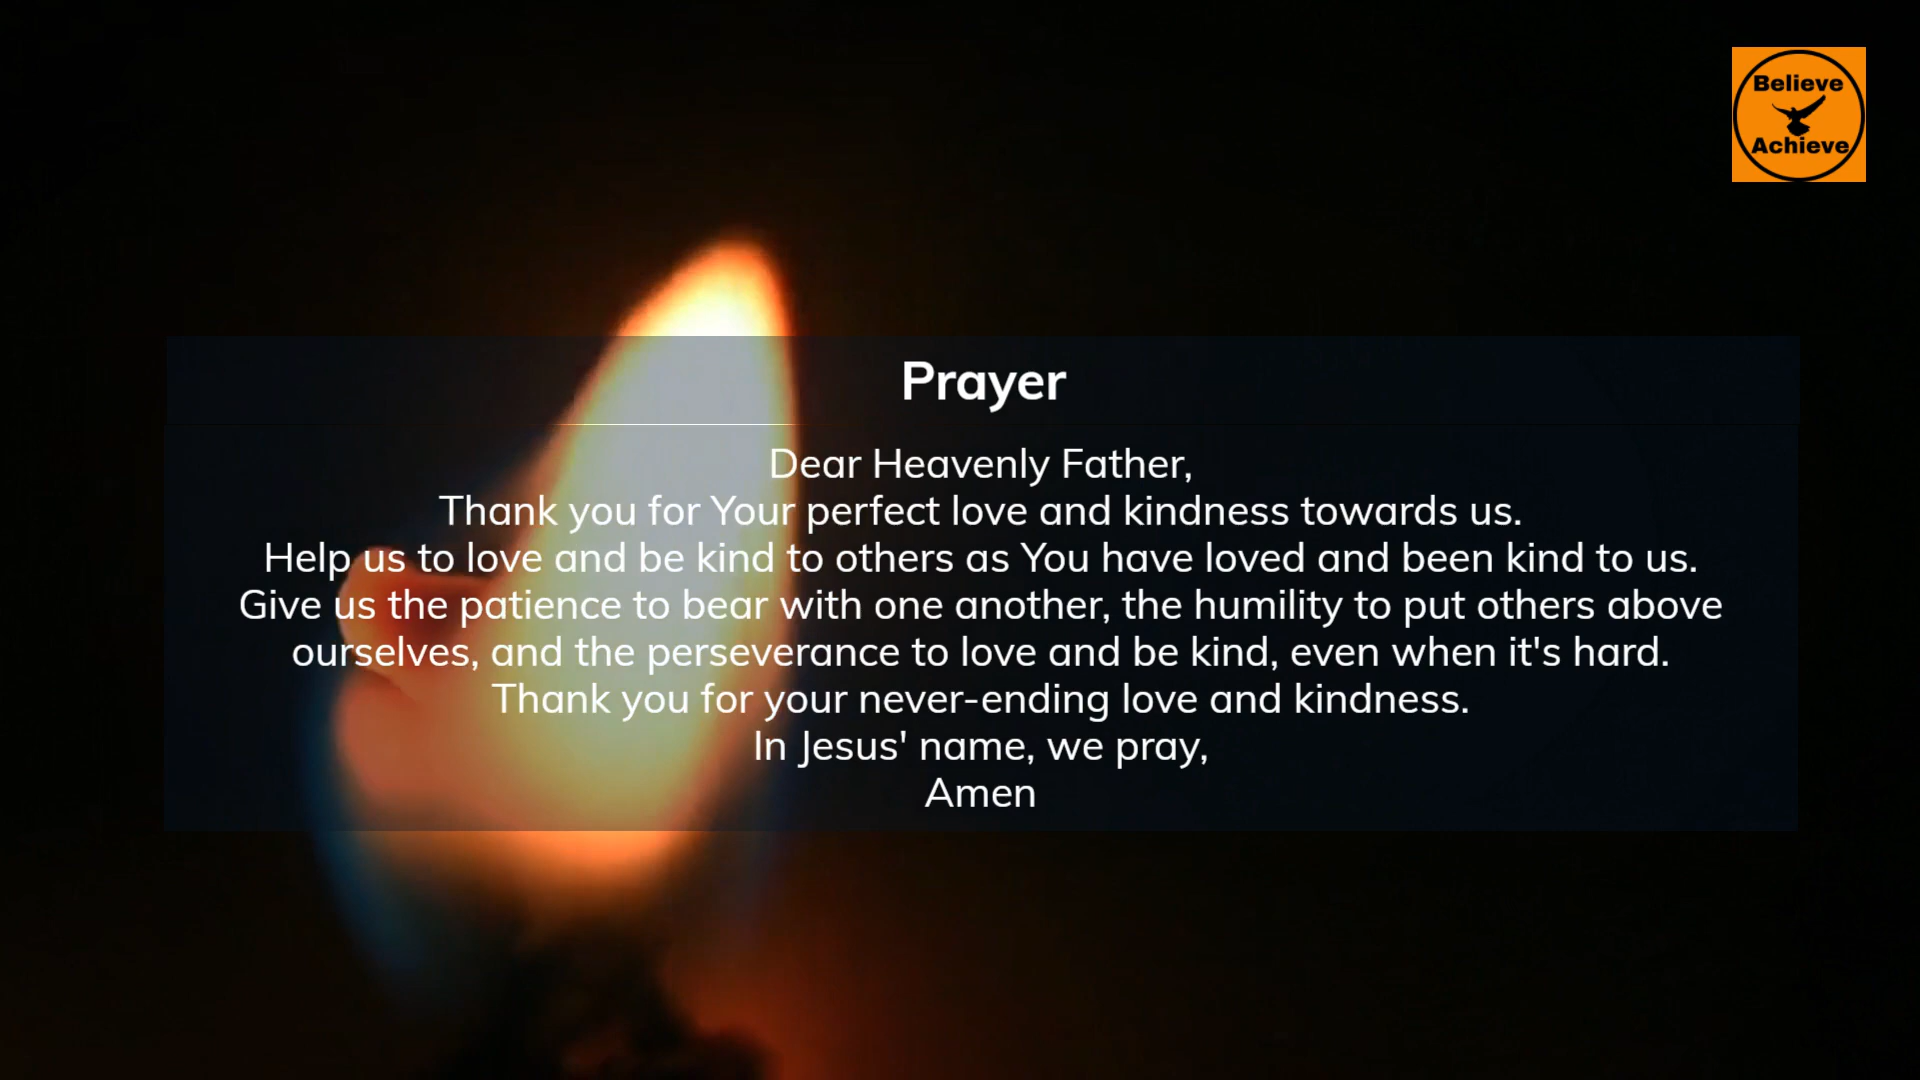 Believe
Achieve
Prayer
Dear Heavenly Father,
Thank you for Your perfect love and kindness towards us.
Help us to love and be kind to others as You have loved and been kind to us.
Give us the patience to bear with one another, the humility to put others above
ourselves, and the perseverance to love and be kind, even when it's hard.
Thank you for your never-ending love and kindness.
In Jesus' name, we pray,
Amen